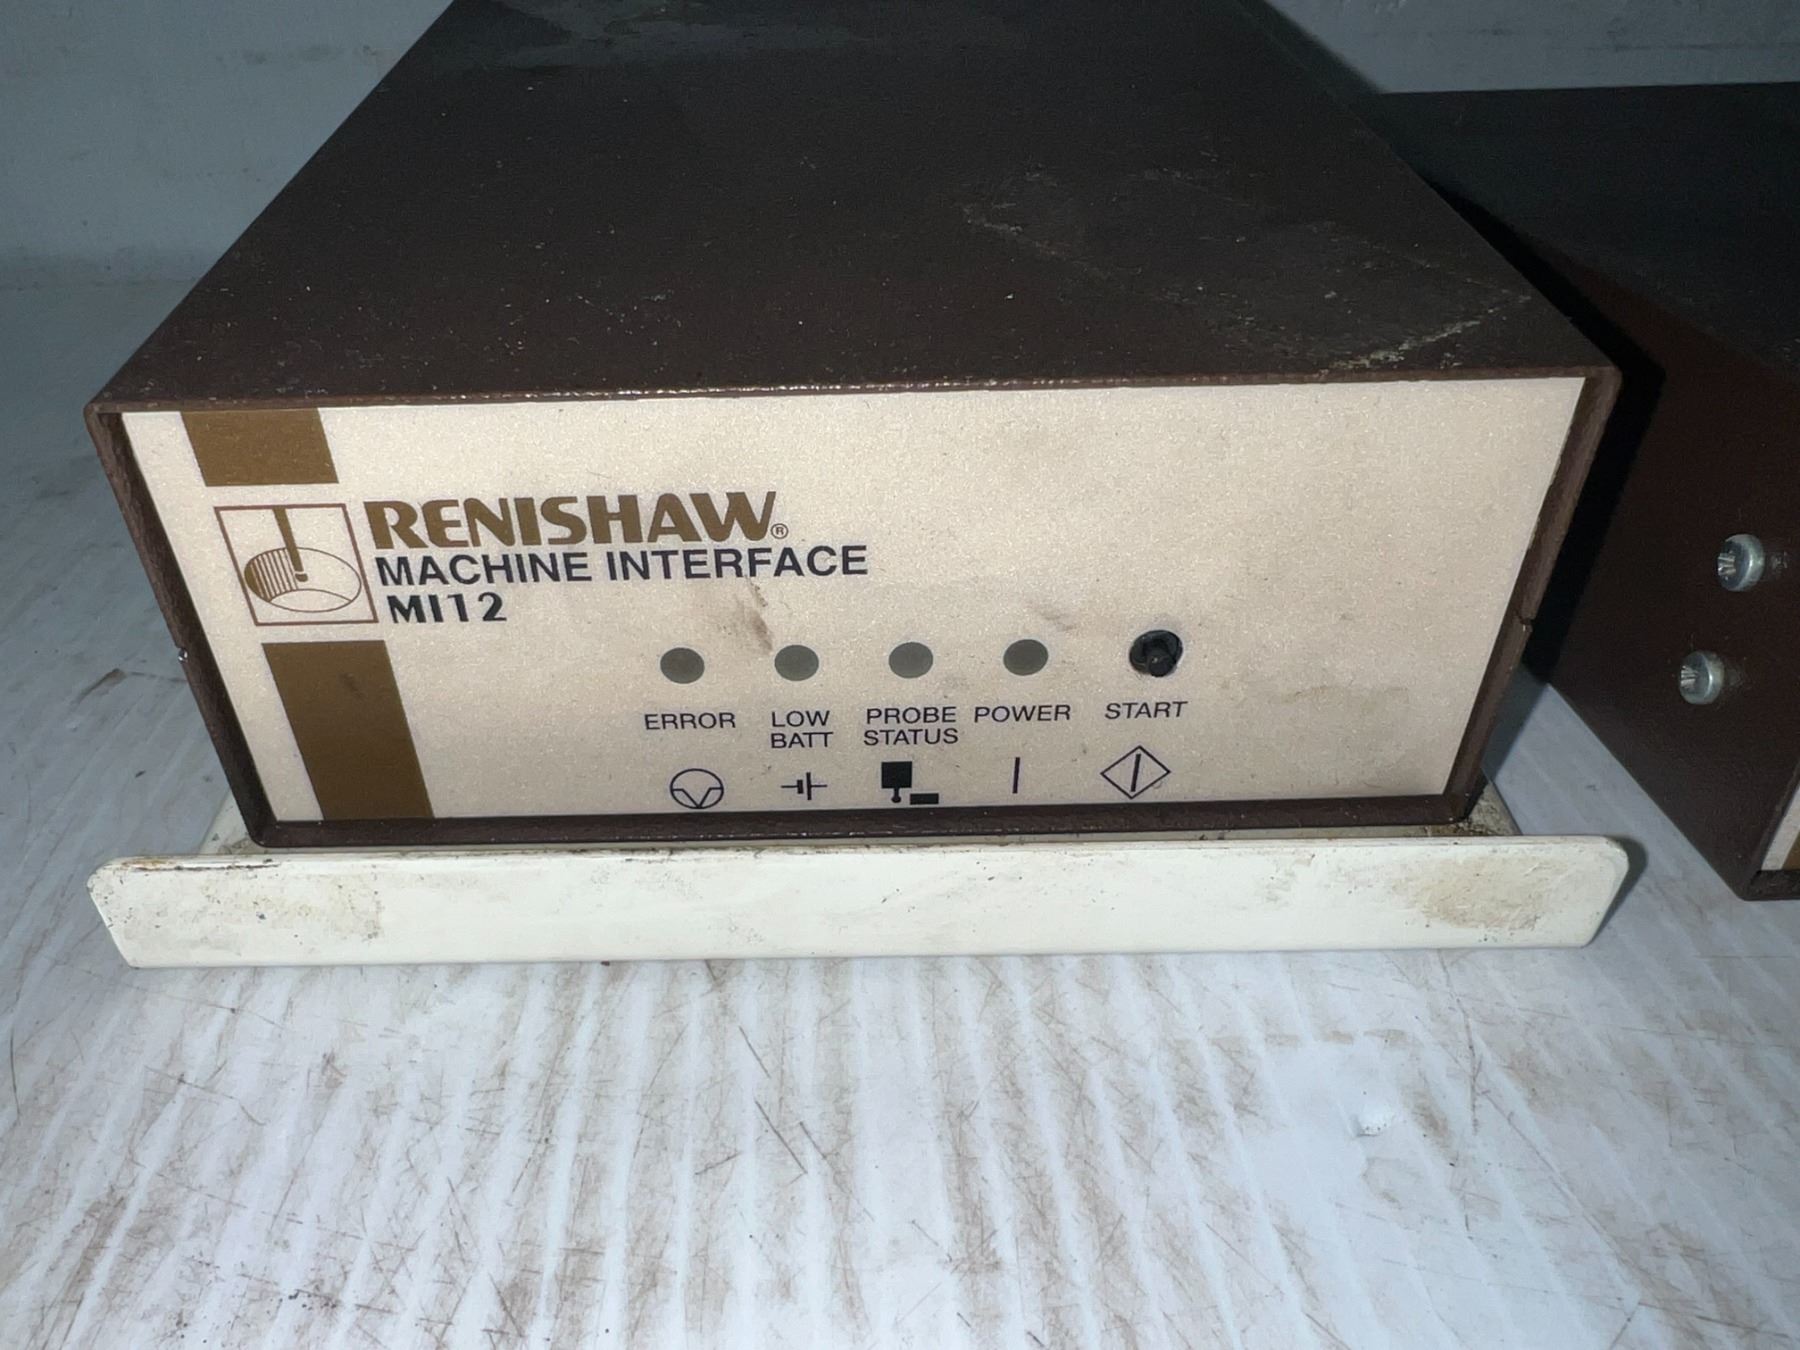 RENISHAW®
MACHINE INTERFACE
MI12
ERROR
LOW
BATT
PROBE
STATUS
POWER
START